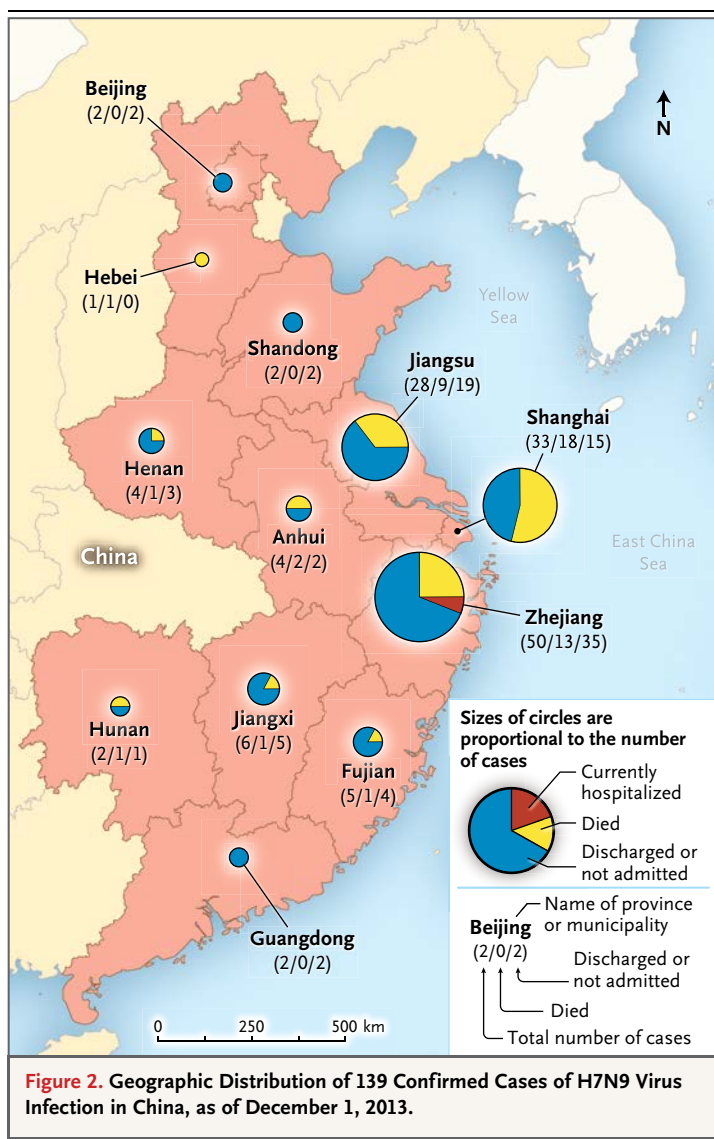 Beijing
(2/0/2)
N
Hebei
(1/1/0)
Yellow
Sea
Shandong
(2/0/2)
Jiangsu
(28/9/19)
Shanghai
(33/18/15)
Henan
(4/1/3)
Anhui
(4/2/2)
China
East China
Sea
Zhejiang
(50/13/35)
Hunan
(2/1/1)
Jiangxi
(6/1/5)
Fujian
(5/1/4)
Guangdong
(2/0/2)
0 250 500 km
Sizes of circles are
proportional to the number
of cases
Currently
hospitalized
Died
Discharged or
not admitted
Name of province
or municipality
Beijing
(2/0/2)
Discharged or
not admitted
Died
Total number of cases
Figure 2. Geographic Distribution of 139 Confirmed Cases of H7N9 Virus
Infection in China, as of December 1, 2013.